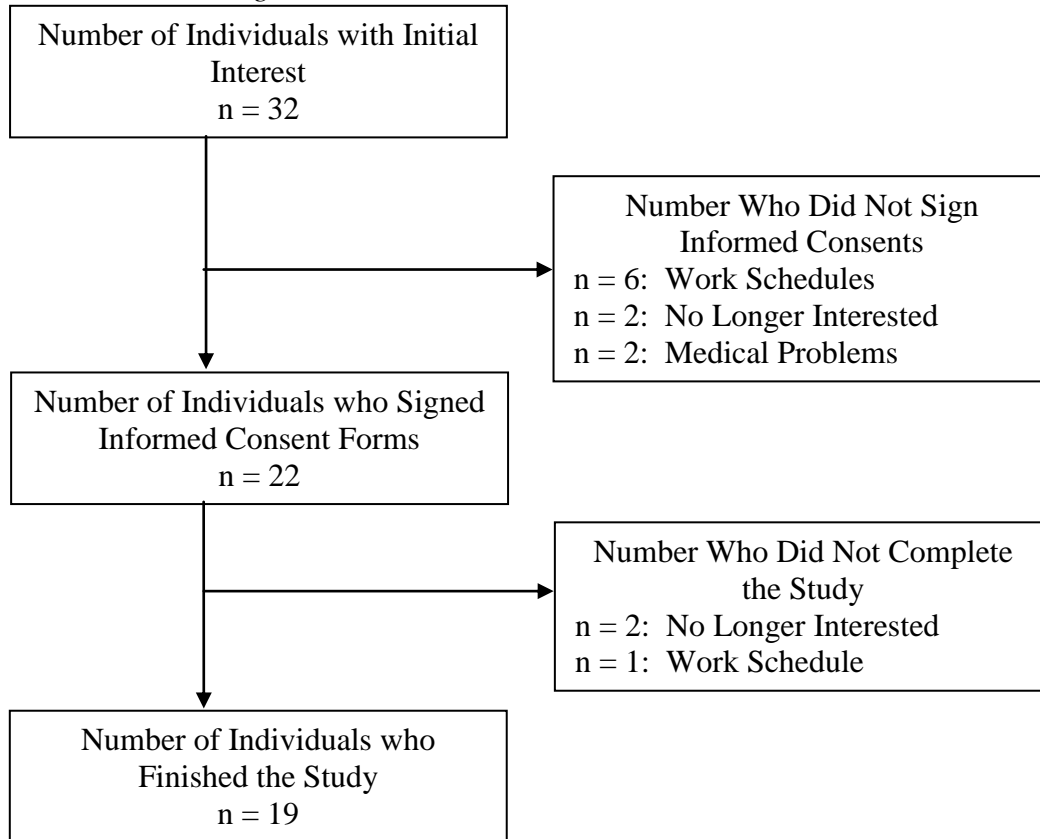 Number of Individuals with Initial
Interest
n = 32
Number Who Did Not Sign
Informed Consents
n = 6:  Work Schedules
n = 2:  No Longer Interested
n = 2:  Medical Problems
Number of Individuals who Signed
Informed Consent Forms
n = 22
Number Who Did Not Complete
the Study
n = 2:  No Longer Interested
n = 1:  Work Schedule
Number of Individuals who
Finished the Study
n = 19